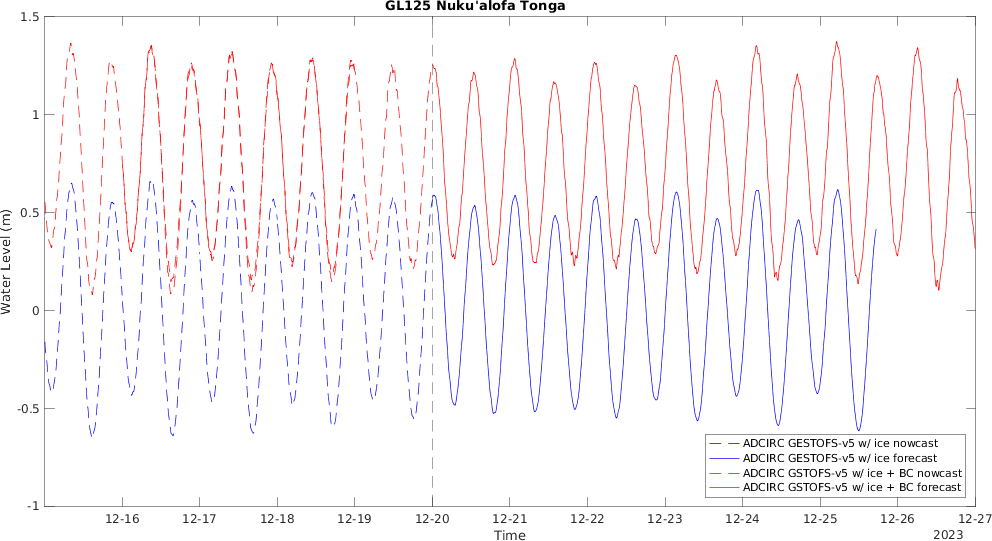 GL125 Nuku'alofa Tonga
1.5
1
0.5
0
-0.5
-1
Water Level (m)
12-16
12-17
12-18
12-19
12-20
12-21
12-22
12-23
12-24
12-25
12-26
12-27
Time
2023
ADCIRC GESTOFS-v5 w/ ice nowcast
ADCIRC GESTOFS-v5 w/ ice forecast
ADCIRC GSTOFS-v5 w/ ice + BC nowcast
ADCIRC GSTOFS-v5 w/ ice + BC forecast